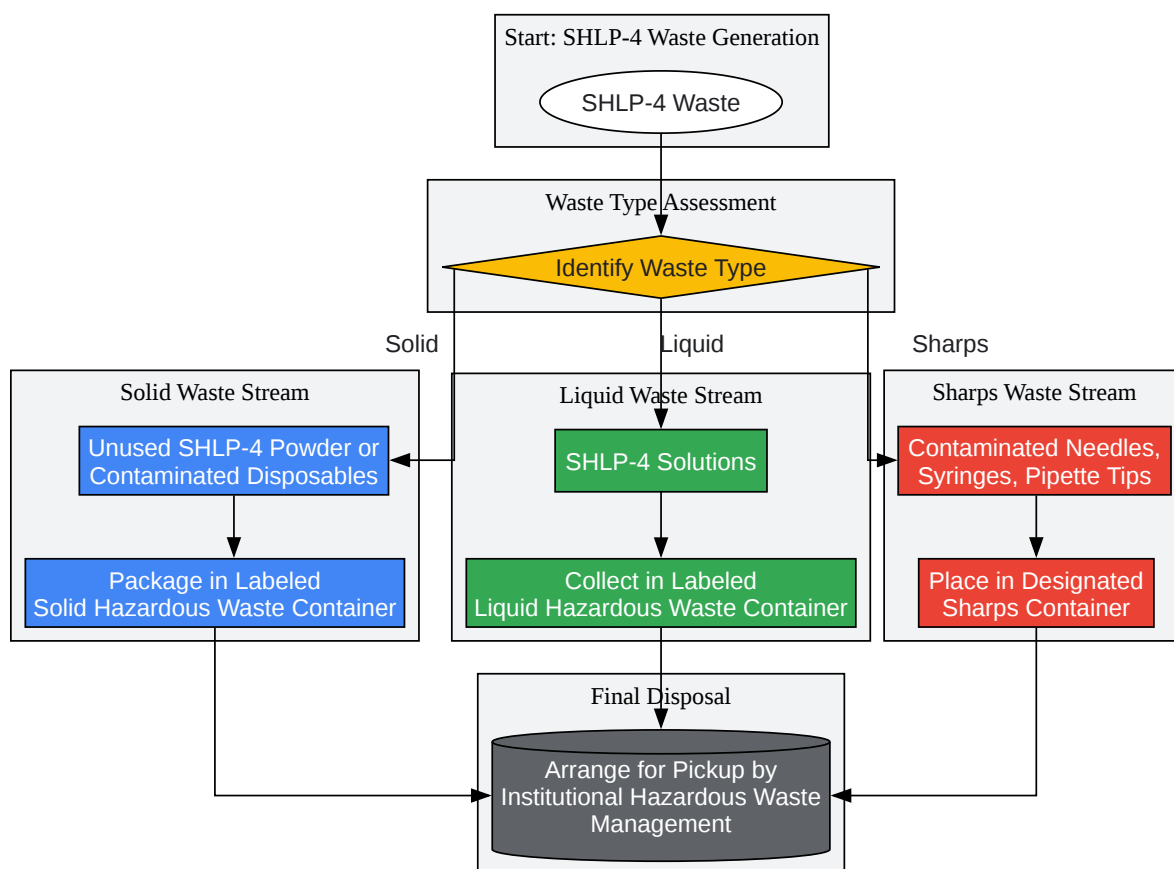 Start: SHLP-4 Waste Generation
SHLP-4 Waste
Waste Type Assessment
Identify Waste Type
Solid
Liquid
Sharps
Solid Waste Stream
Unused SHLP-4 Powder or
Contaminated Disposables
Package in Labeled
Solid Hazardous Waste Container
Liquid Waste Stream
SHLP-4 Solutions
Collect in Labeled
Liquid Hazardous Waste Container
Sharps Waste Stream
Contaminated Needles,
Syringes, Pipette Tips
Place in Designated
Sharps Container
Final Disposal
Arrange for Pickup by
Institutional Hazardous Waste
Management